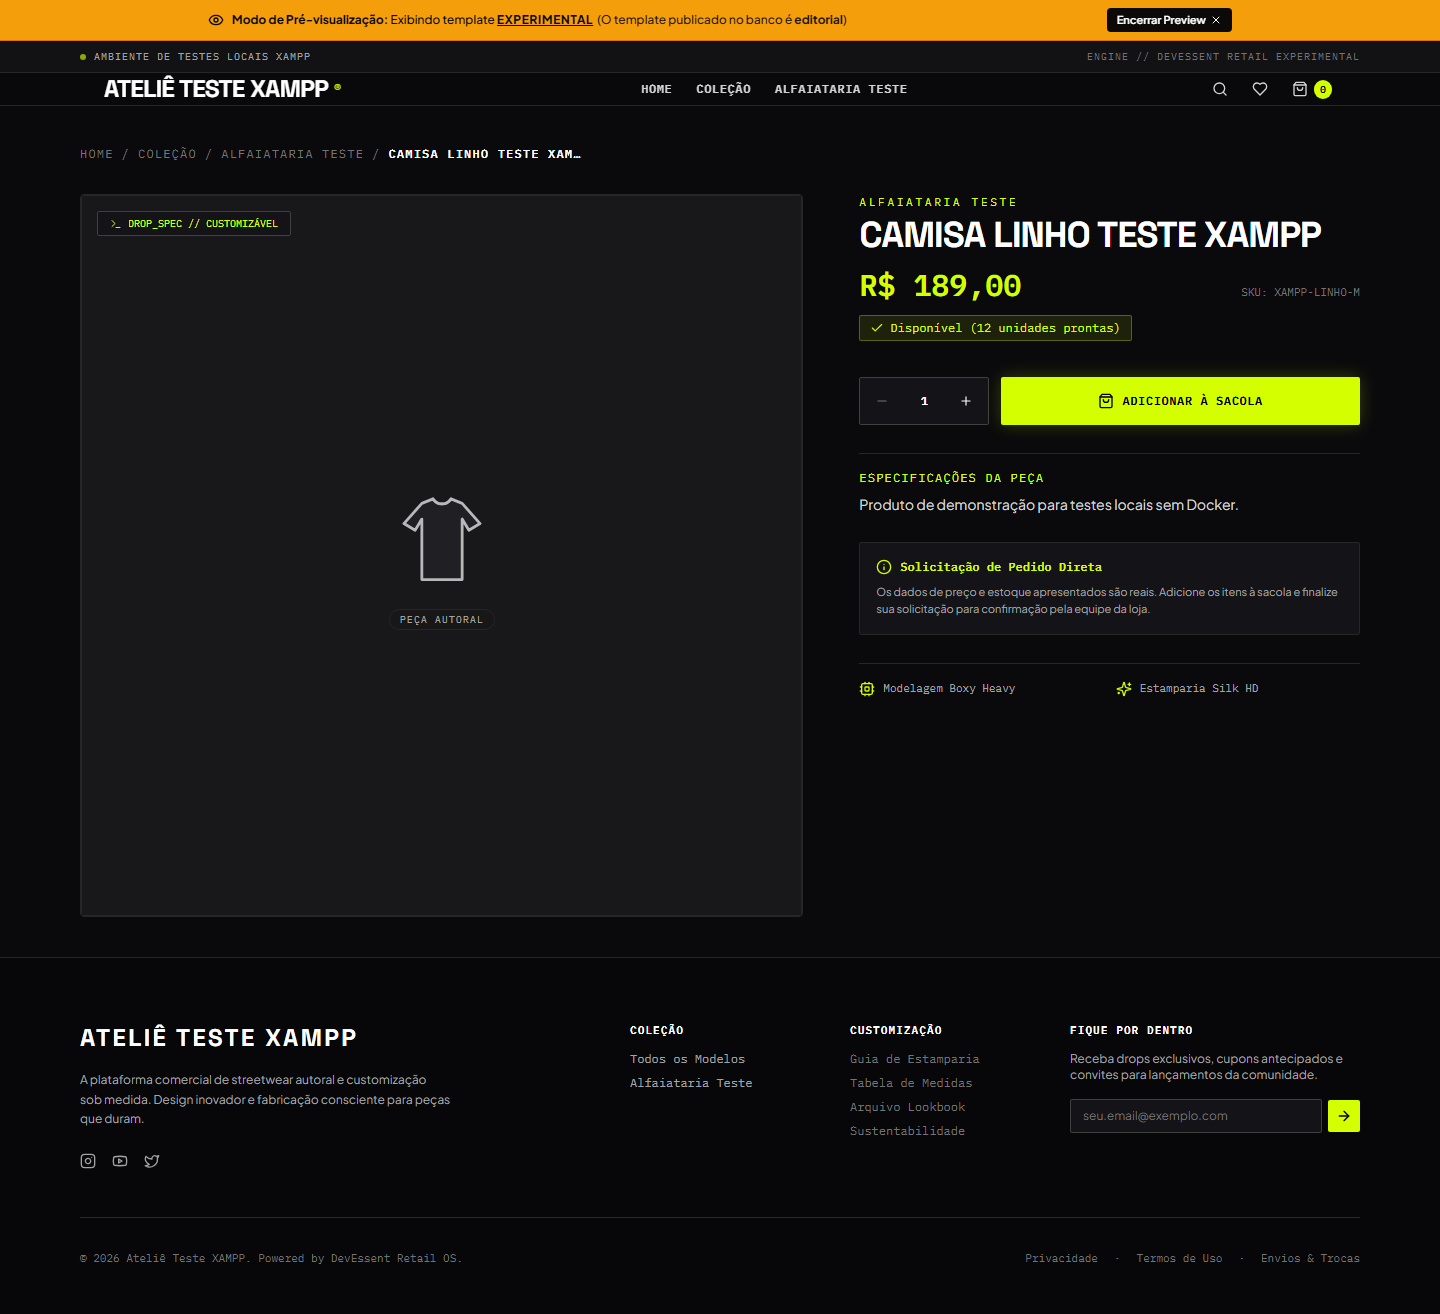 Modo de Pré-visualização: Exibindo template EXPERIMENTAL (O template publicado no banco é editorial)
Encerrar Preview
AMBIENTE DE TESTES LOCAIS XAMPP
ENGINE // DEVESSENT RETAIL EXPERIMENTAL
ATELIÊ TESTE XAMPP ®
HOME
COLEÇÃO
ALFAIATARIA TESTE
0
HOME / COLEÇÃO / ALFAIATARIA TESTE / CAMISA LINHO TESTE XAM…
>_ DROP_SPEC // CUSTOMIZÁVEL
PEÇA AUTORAL
ALFAIATARIA TESTE
CAMISA LINHO TESTE XAMPP
R$ 189,00
SKU: XAMPP-LINHO-M
Disponível (12 unidades prontas)
1
ADICIONAR À SACOLA
ESPECIFICAÇÕES DA PEÇA
Produto de demonstração para testes locais sem Docker.
Solicitação de Pedido Direta
Os dados de preço e estoque apresentados são reais. Adicione os itens à sacola e finalize
sua solicitação para confirmação pela equipe da loja.
Modelagem Boxy Heavy
Estamparia Silk HD
ATELIÊ TESTE XAMPP
A plataforma comercial de streetwear autoral e customização
sob medida. Design inovador e fabricação consciente para peças
que duram.
COLEÇÃO
Todos os Modelos
Alfaiataria Teste
CUSTOMIZAÇÃO
Guia de Estamparia
Tabela de Medidas
Arquivo Lookbook
Sustentabilidade
FIQUE POR DENTRO
Receba drops exclusivos, cupons antecipados e
convites para lançamentos da comunidade.
seu.email@exemplo.com
© 2026 Ateliê Teste XAMPP. Powered by DevEssent Retail OS.
Privacidade · Termos de Uso · Envios & Trocas